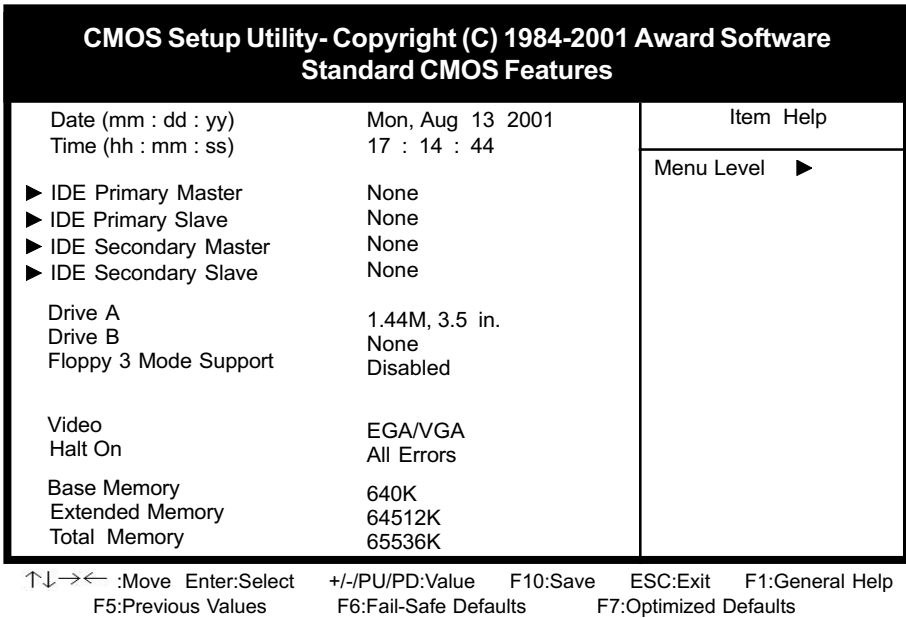 CMOS Setup Utility- Copyright (C) 1984-2001 Award Software
Standard CMOS Features
Date (mm : dd : yy) Mon, Aug 13 2001
Time (hh : mm : ss) 17 : 14 : 44
▶ IDE Primary Master None
▶ IDE Primary Slave None
▶ IDE Secondary Master None
▶ IDE Secondary Slave None
Drive A 1.44M, 3.5 in.
Drive B None
Floppy 3 Mode Support Disabled
Video EGA/VGA
Halt On All Errors
Base Memory 640K
Extended Memory 64512K
Total Memory 65536K
Item Help
Menu Level ▶
↑↓→← :Move Enter:Select +/-/PU/PD:Value F10:Save ESC:Exit F1:General Help
F5:Previous Values F6:Fail-Safe Defaults F7:Optimized Defaults